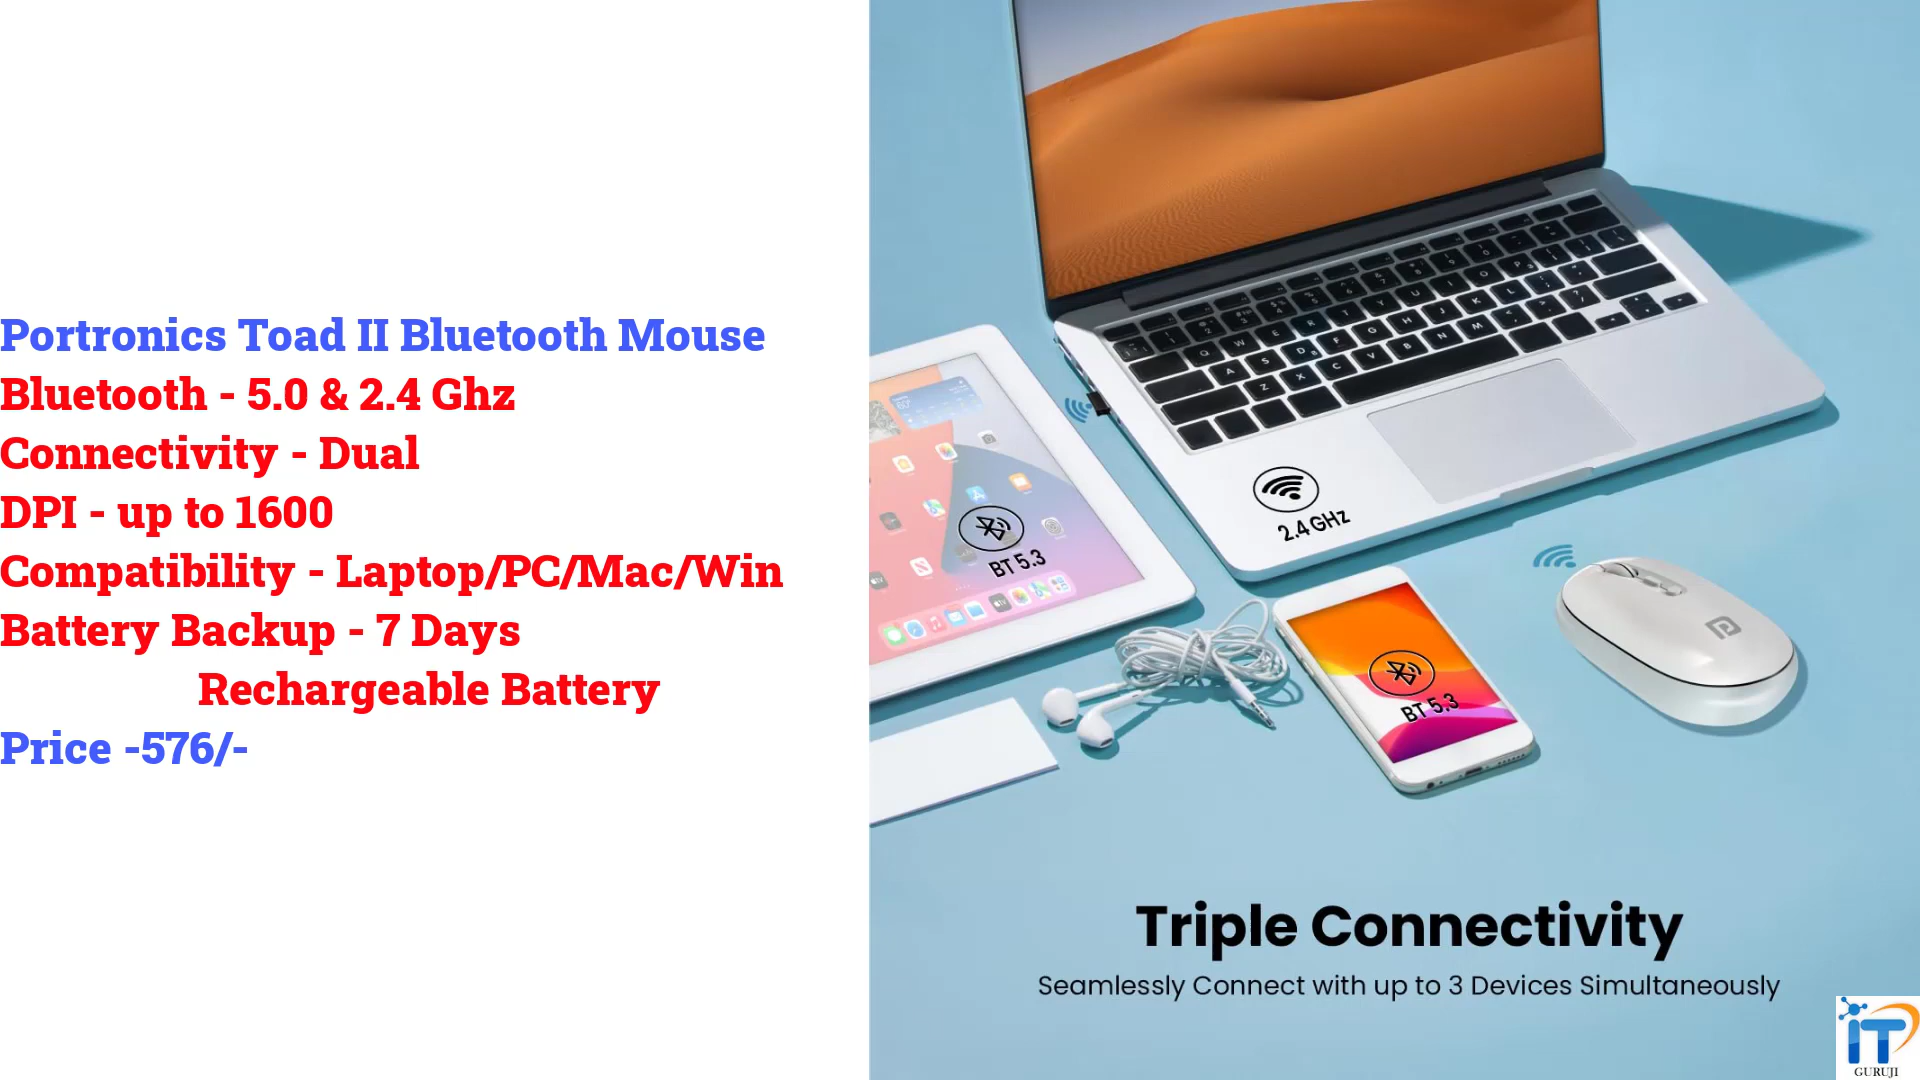 Portronics Toad II Bluetooth Mouse
Bluetooth - 5.0 & 2.4 Ghz
Connectivity - Dual
DPI - up to 1600
Compatibility - Laptop/PC/Mac/Win
Battery Backup - 7 Days
Rechargeable Battery
Price -576/-
BT 5.3
2.4 GHz
BT 5.3
Triple Connectivity
Seamlessly Connect with up to 3 Devices Simultaneously
iT
GURUJI